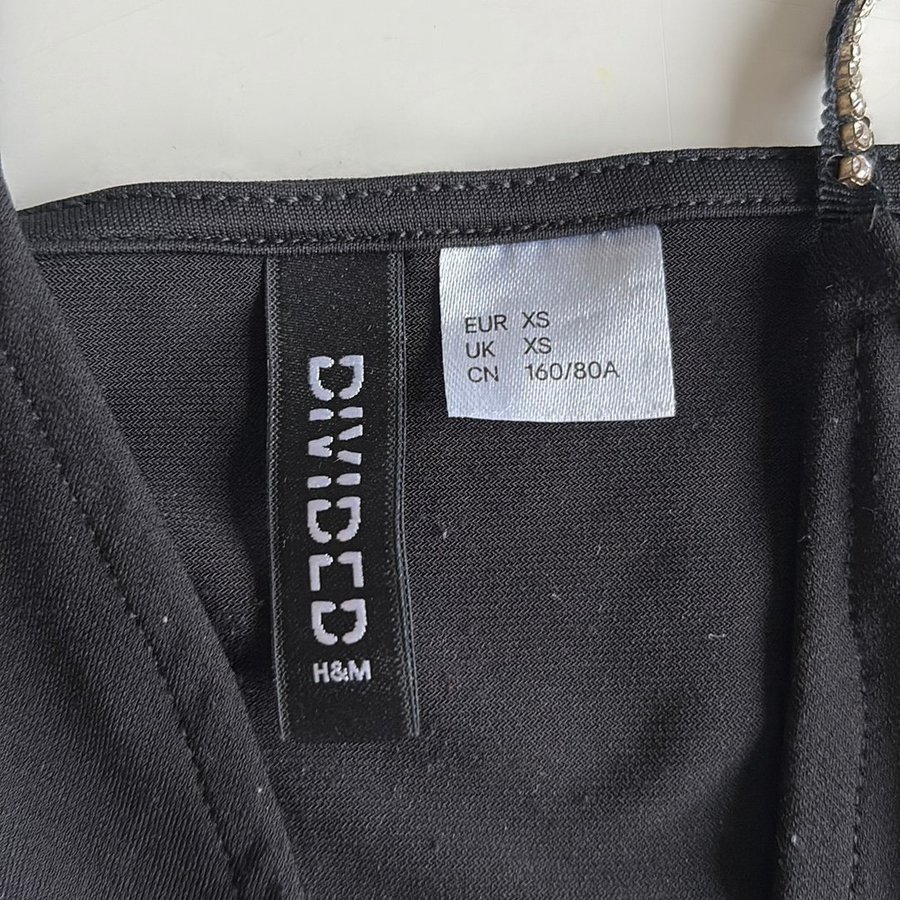 DIVIDED
H&M
EUR XS
UK XS
CN 160/80A